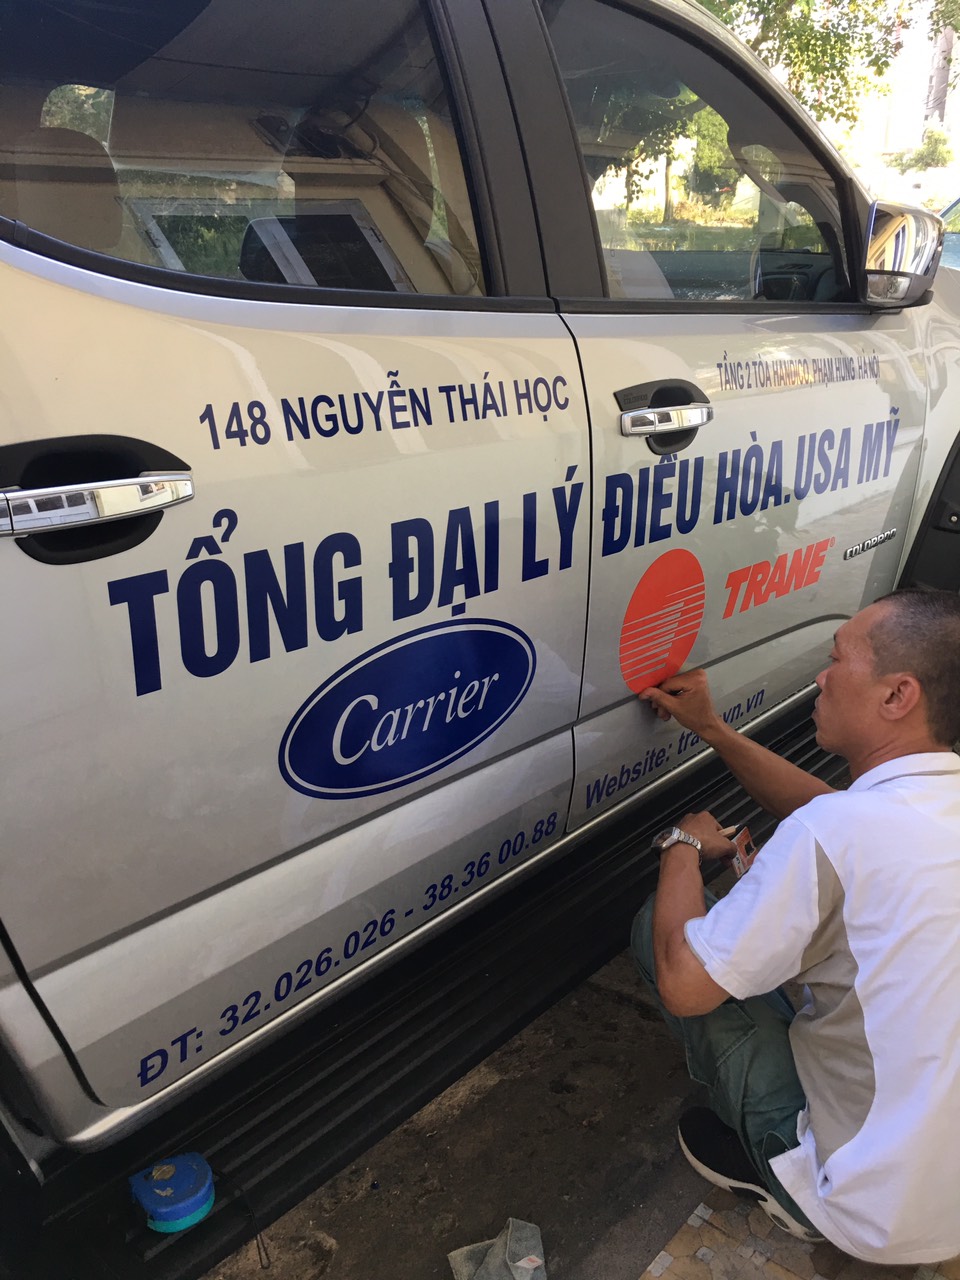 148 NGUYỄN THÁI HỌC
TẦNG 2 TÒA HANDICO, PHẠM HÙNG. HÀ NỘI
TỔNG ĐẠI LÝ ĐIỀU HÒA.USA MỸ
COLORADO
TRANE®
Carrier
Website:
ĐT: 32.026.026 - 38.36 00.88